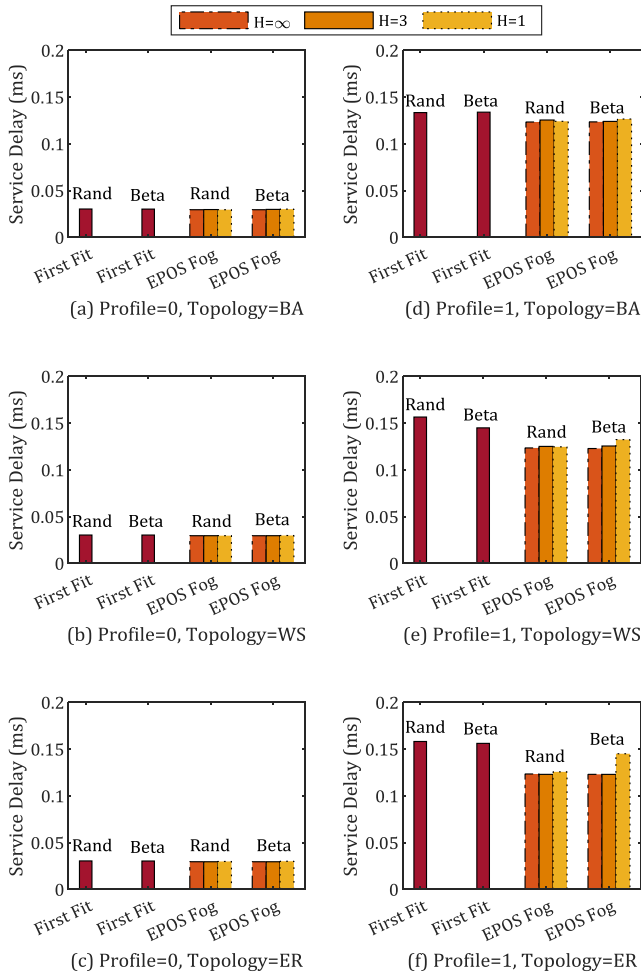 H=∞ H=3 H=1
Service Delay (ms)
0.2
0.15
0.1
0.05
0
Rand Beta Rand Beta
First Fit First Fit EPOS Fog EPOS Fog
(a) Profile=0, Topology=BA
Service Delay (ms)
0.2
0.15
0.1
0.05
0
Rand Beta Rand Beta
First Fit First Fit EPOS Fog EPOS Fog
(d) Profile=1, Topology=BA
Service Delay (ms)
0.2
0.15
0.1
0.05
0
Rand Beta Rand Beta
First Fit First Fit EPOS Fog EPOS Fog
(b) Profile=0, Topology=WS
Service Delay (ms)
0.2
0.15
0.1
0.05
0
Rand Beta Rand Beta
First Fit First Fit EPOS Fog EPOS Fog
(e) Profile=1, Topology=WS
Service Delay (ms)
0.2
0.15
0.1
0.05
0
Rand Beta Rand Beta
First Fit First Fit EPOS Fog EPOS Fog
(c) Profile=0, Topology=ER
Service Delay (ms)
0.2
0.15
0.1
0.05
0
Rand Beta Rand Beta
First Fit First Fit EPOS Fog EPOS Fog
(f) Profile=1, Topology=ER